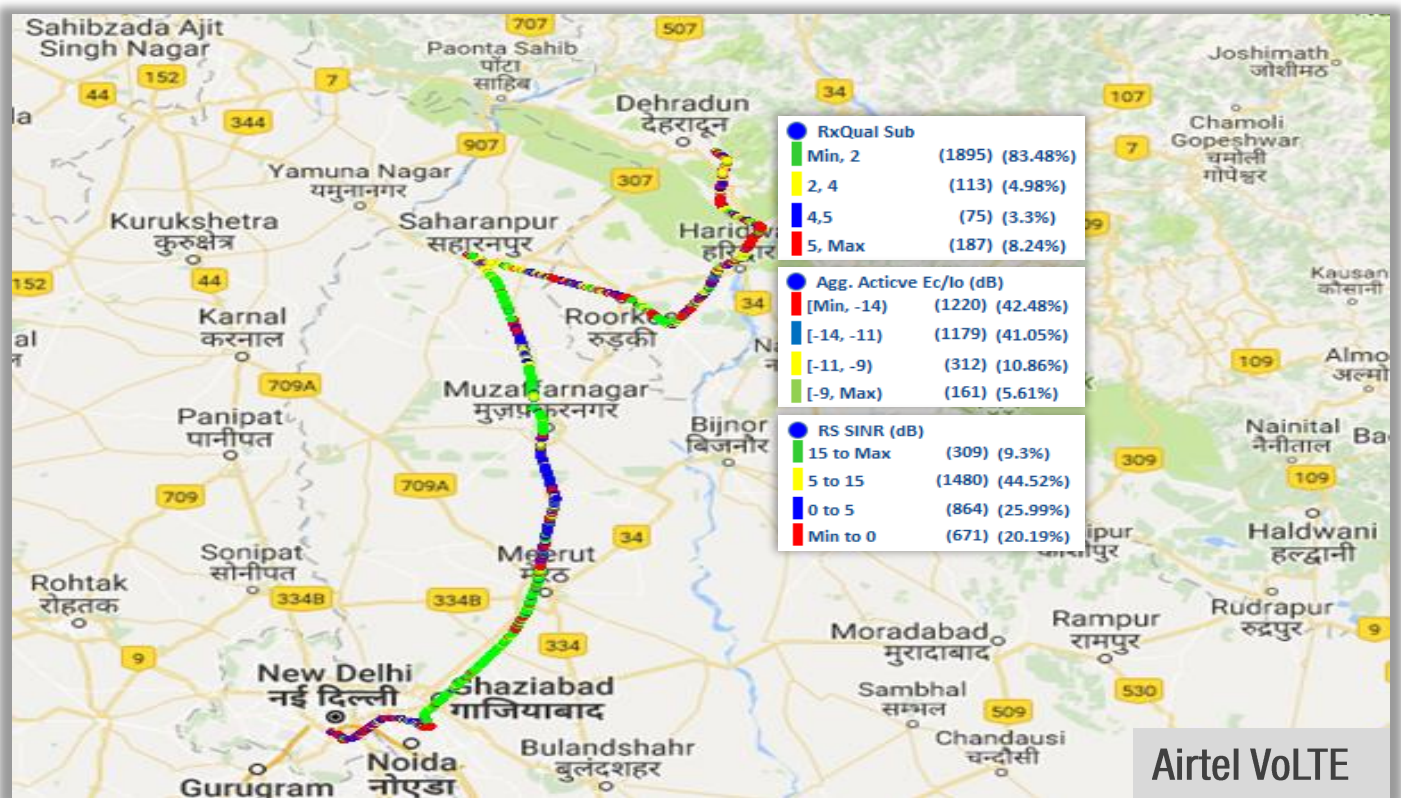 Sahibzada Ajit
Singh Nagar
707
507
Paonta Sahib
पांटा
साहिब
Joshimath
जोशीमठ
152
7
44
34
107
Dehradun
देहरादून
344
Chamoli
Gopeshwar
चमोली
गोपेश्वर
907
7
Yamuna Nagar
यमुनानगर
307
RxQual Sub
Min, 2 (1895) (83.48%)
2, 4 (113) (4.98%)
4,5 (75) (3.3%)
5, Max (187) (8.24%)
Kurukshetra
कुरुक्षेत्र
Saharanpur
सहारनपुर
44
152
34
Agg. Acticve Ec/Io (dB)
[Min, -14) (1220) (42.48%)
[-14, -11) (1179) (41.05%)
[-11, -9) (312) (10.86%)
[-9, Max) (161) (5.61%)
Karnal
करनाल
रुड़की
109
709A
RS SINR (dB)
15 to Max (309) (9.3%)
5 to 15 (1480) (44.52%)
0 to 5 (864) (25.99%)
Min to 0 (671) (20.19%)
Panipat
पानीपत
Bijnor
बिजनौर
Nainital
नैनीताल
309
109
709
709A
34
Haldwani
हल्द्वानी
Sonipat
सोनीपत
Meerut
Rohtak
रोहतक
334B
334B
334
Moradabad
मुरादाबाद
Rampur
रामपुर
Rudrapur
रुद्रपुर
9
9
New Delhi
नई दिल्ली
Ghaziabad
गाजियाबाद
Sambhal
सम्भल
530
509
Chandausi
चन्दौसी
Noida
नोएडा
Bulandshahr
बुलंदशहर
Gurugram
Airtel VoLTE